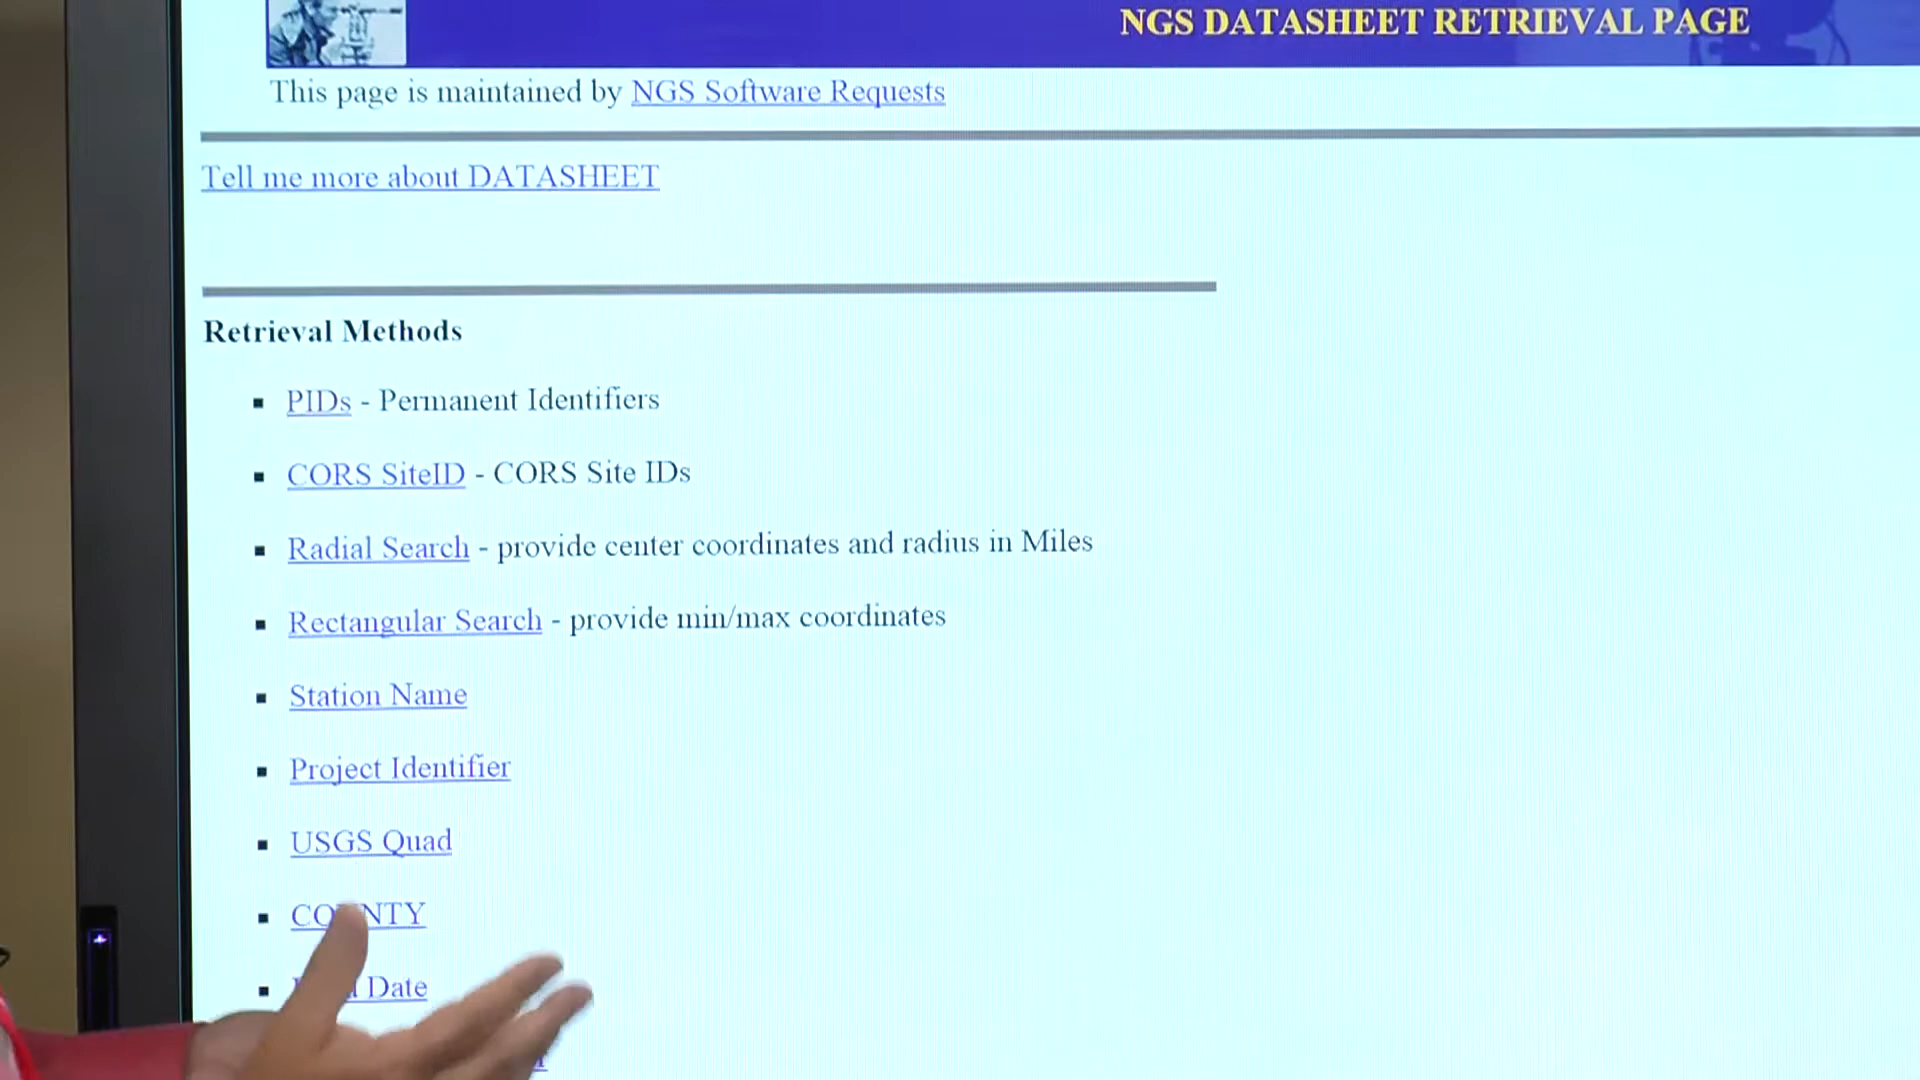 NGS DATASHEET RETRIEVAL PAGE
This page is maintained by NGS Software Requests
Tell me more about DATASHEET
Retrieval Methods
PIDs - Permanent Identifiers
CORS SiteID - CORS Site IDs
Radial Search - provide center coordinates and radius in Miles
Rectangular Search - provide min/max coordinates
Station Name
Project Identifier
USGS Quad
COUNTY
Date